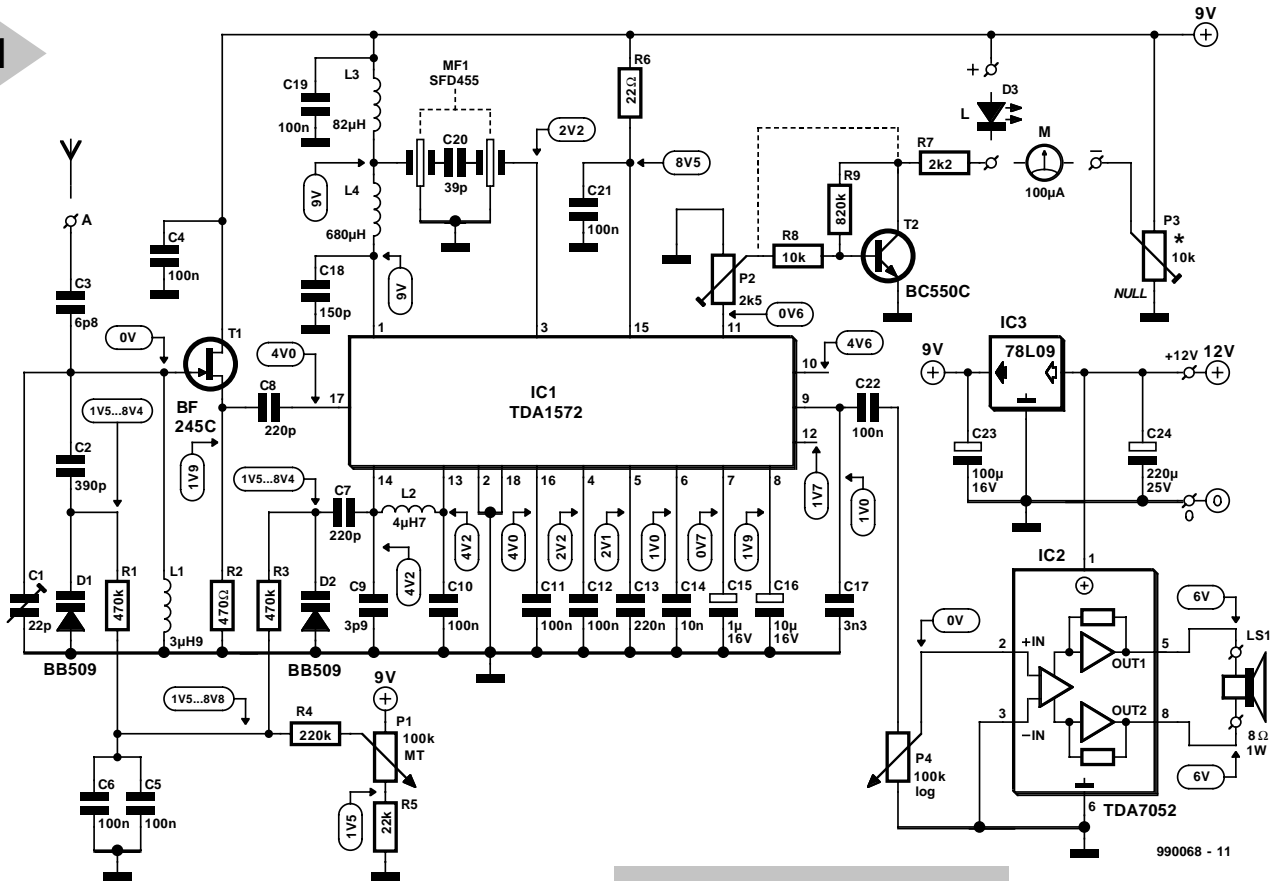 9V
R6
22Ω
MF1
SFD455
C19
100n
L3
82µH
C20
39p
2V2
9V
L4
680µH
8V5
C21
100n
+
L
D3
M
100µA
–
R7
2k2
R9
820k
T2
BC550C
R8
10k
P2
2k5
0V6
P3
*
10k
NULL
A
C4
100n
C3
6p8
0V
T1
BF
245C
C18
150p
9V
4V0
C8
220p
1
3
15
11
17
10
9
12
IC1
TDA1572
4V6
C22
100n
1V7
1V0
IC3
78L09
9V
+12V
12V
C23
100µ
16V
C24
220µ
25V
0
0
1V5...8V4
C2
390p
1V9
1V5...8V4
C7
220p
14
L2
4µH7
13
2
18
16
4
5
6
7
8
4V2
4V2
4V0
2V2
2V1
1V0
0V7
1V9
C1
22p
D1
BB509
R1
470k
L1
3µH9
R2
470Ω
R3
470k
D2
BB509
C9
3p9
C10
100n
C11
100n
C12
100n
C13
220n
C14
10n
C15
1µ
16V
C16
10µ
16V
C17
3n3
1V5...8V8
R4
220k
9V
P1
100k
MT
1V5
R5
22k
C6
100n
C5
100n
0V
P4
100k
log
IC2
1
2
+IN
3
–IN
OUT1
5
OUT2
8
6
TDA7052
6V
LS1
8Ω
1W
6V
990068 - 11